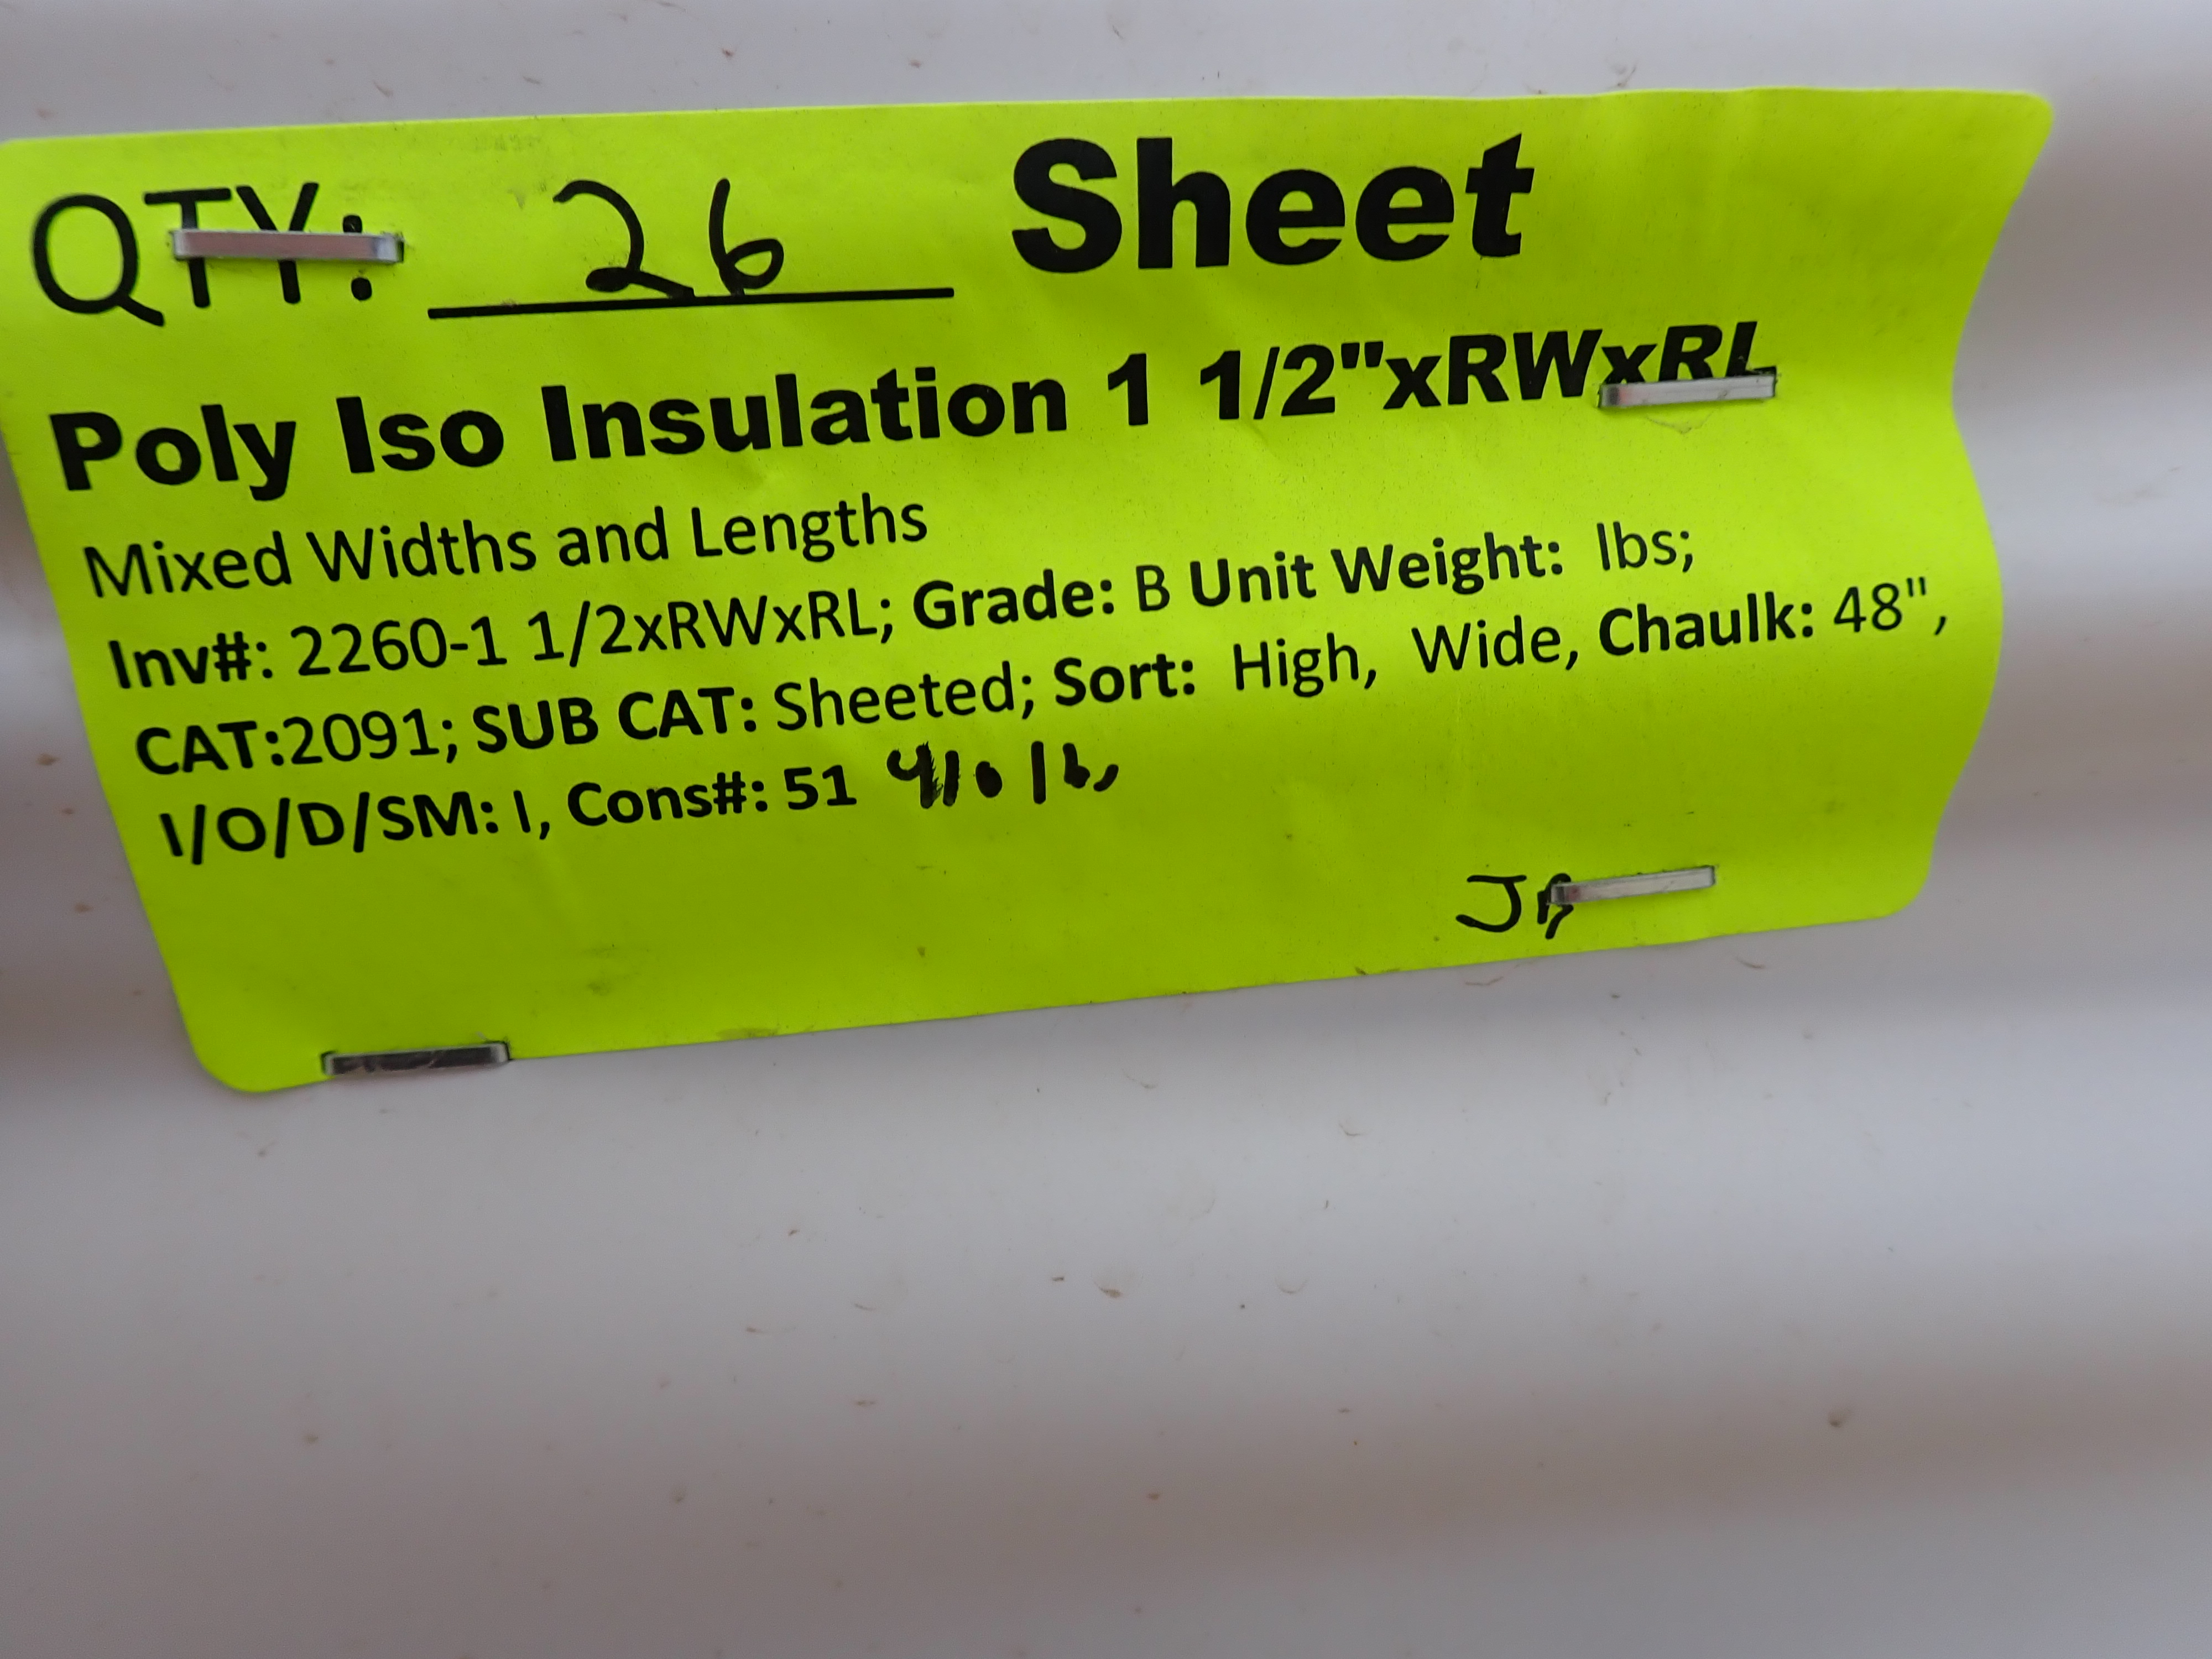 QTY: 26 Sheet
Poly Iso Insulation 1 1/2"xRWxRL
Mixed Widths and Lengths
Inv#: 2260-1 1/2xRWxRL; Grade: B Unit Weight: lbs;
CAT:2091; SUB CAT: Sheeted; Sort: High, Wide, Chaulk: 48",
I/O/D/SM: I, Cons#: 51